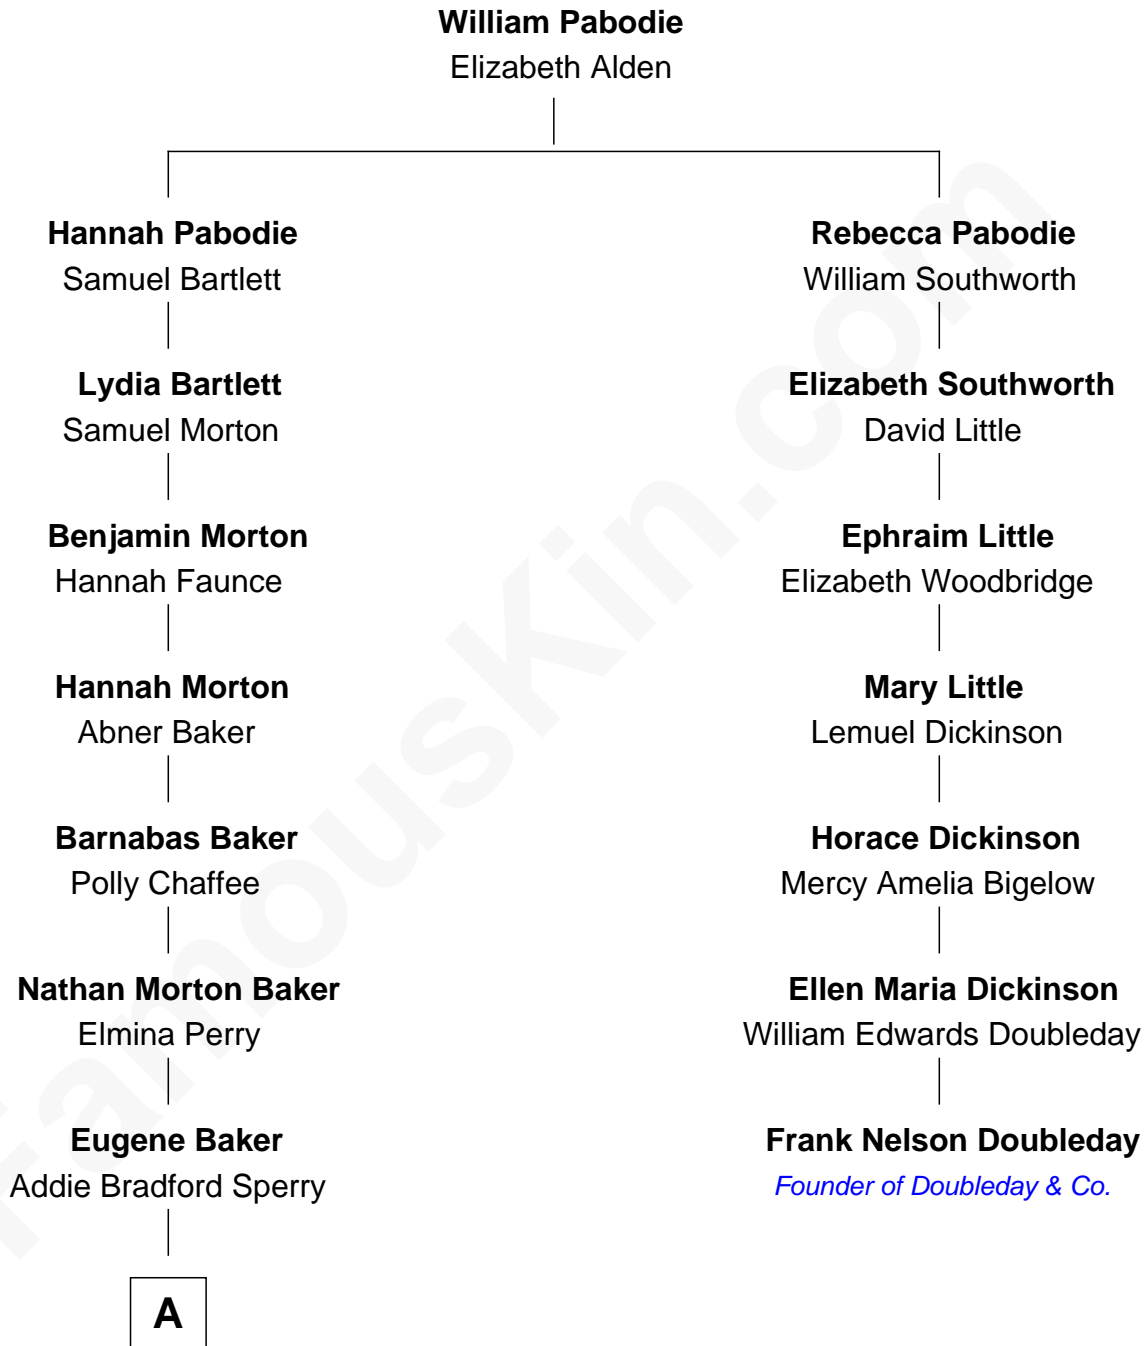 William Pabodie
Elizabeth Alden
Hannah Pabodie
Samuel Bartlett
Rebecca Pabodie
William Southworth
Lydia Bartlett
Samuel Morton
Elizabeth Southworth
David Little
Benjamin Morton
Hannah Faunce
Ephraim Little
Elizabeth Woodbridge
Hannah Morton
Abner Baker
Mary Little
Lemuel Dickinson
Barnabas Baker
Polly Chaffee
Horace Dickinson
Mercy Amelia Bigelow
Nathan Morton Baker
Elmina Perry
Ellen Maria Dickinson
William Edwards Doubleday
Eugene Baker
Addie Bradford Sperry
Frank Nelson Doubleday
Founder of Doubleday & Co.
A
FamousKin.com